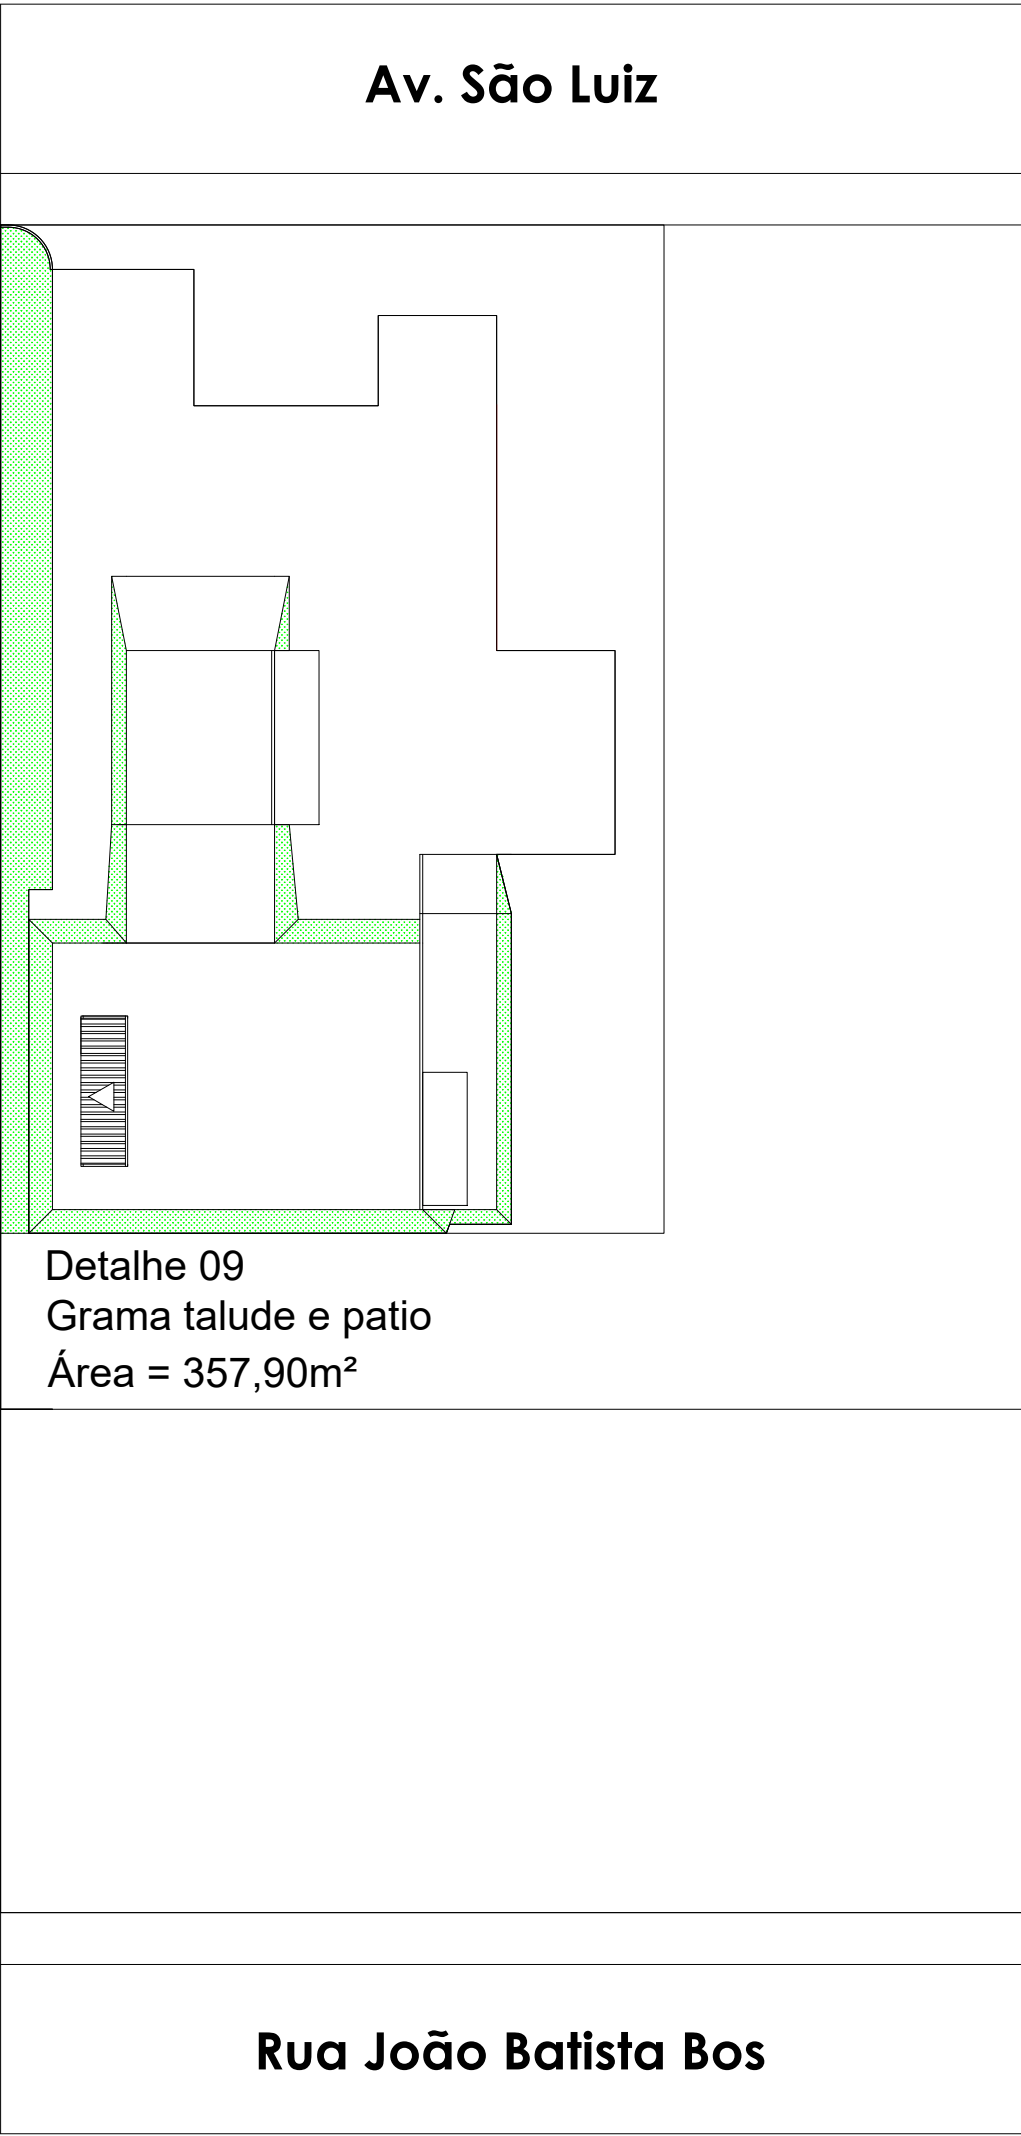 Av. São Luiz
Detalhe 09
Grama talude e patio
Área = 357,90m²
Rua João Batista Bos